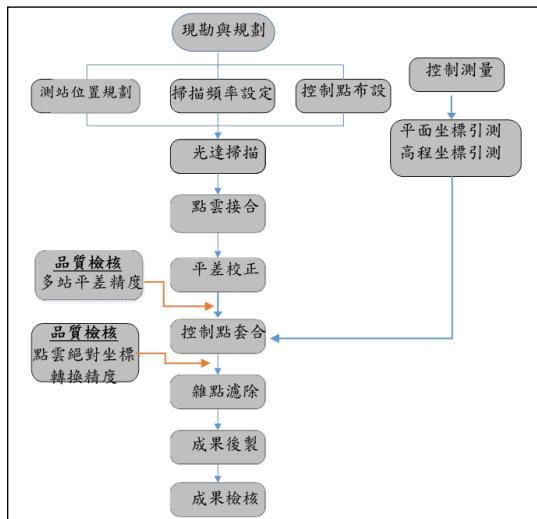 現勘與規劃
測站位置規劃
掃描頻率設定
控制點布設
控制測量
平面坐標引測
高程坐標引測
光達掃描
點雲接合
品質檢核
多站平差精度
平差校正
品質檢核
點雲絕對坐標
轉換精度
控制點套合
雜點濾除
成果後製
成果檢核